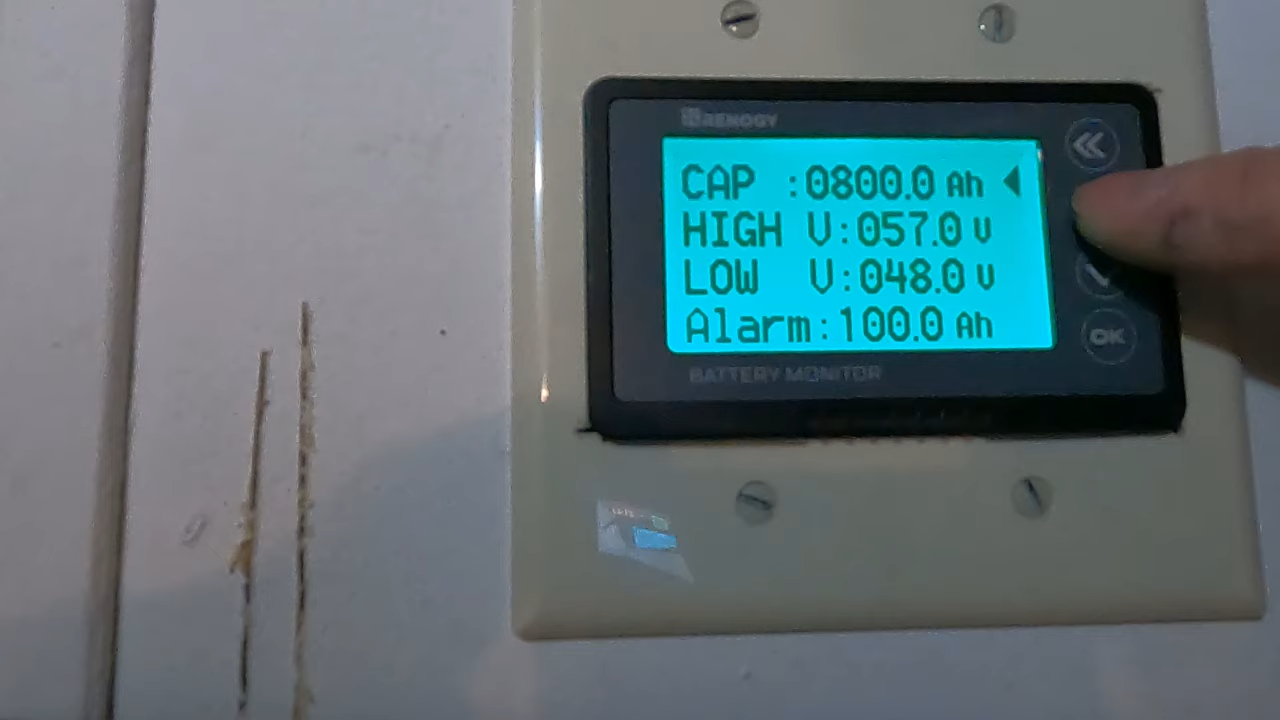 RENOGY
CAP :0800.0 Ah
HIGH V:057.0 V
LOW V:048.0 V
Alarm:100.0 Ah
BATTERY MONITOR
OK